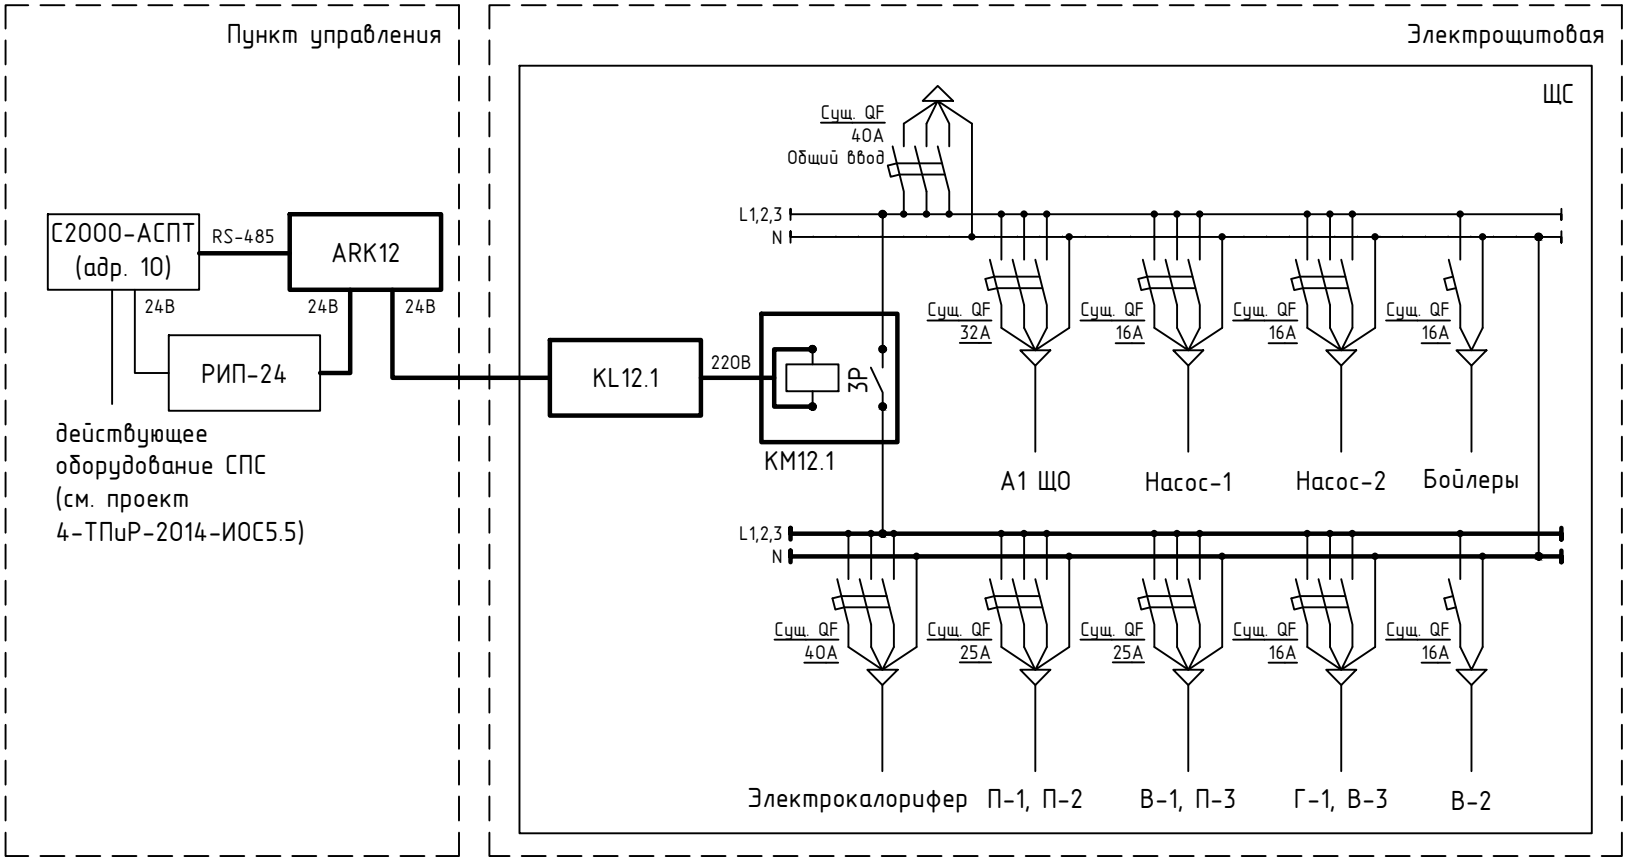 Пункт управления
Электрощитовая
ЩС
Сущ. QF
40А
Общий ввод
L1,2,3
N
С2000-АСПТ
(адр. 10)
RS-485
ARK12
24В
24В
24В
РИП-24
действующее
оборудование СПС
(см. проект
4-ТПиР-2014-ИОС5.5)
KL12.1
220В
3P
KM12.1
Сущ. QF
32А
Сущ. QF
16А
Сущ. QF
16А
Сущ. QF
16А
А1 ЩО
Насос-1
Насос-2
Бойлеры
L1,2,3
N
Сущ. QF
40А
Сущ. QF
25А
Сущ. QF
25А
Сущ. QF
16А
Сущ. QF
16А
Электрокалорифер
П-1, П-2
В-1, П-3
Г-1, В-3
В-2